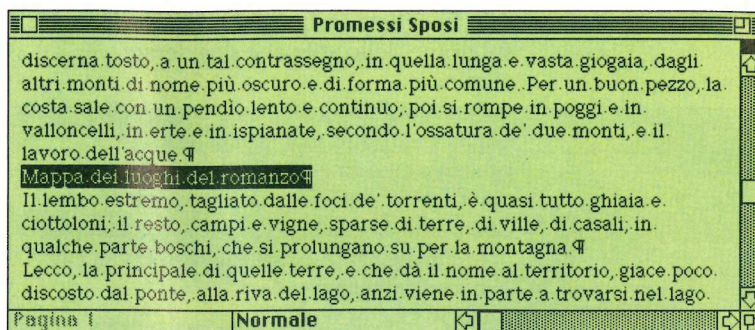 Promessi Sposi
discerna tosto, a un tal contrassegno, in quella lunga e vasta giogaia, dagli
altri monti di nome più oscuro e di forma più comune. Per un buon pezzo, la
costa sale con un pendìo lento e continuo; poi si rompe in poggi e in
valloncelli, in erte e in ispianate, secondo l'ossatura de' due monti, e il
lavoro dell'acque.¶
Mappa dei luoghi del romanzo¶
Il lembo estremo, tagliato dalle foci de' torrenti, è quasi tutto ghiaia e
ciottoloni; il resto, campi e vigne, sparse di terre, di ville, di casali; in
qualche parte boschi, che si prolungano su per la montagna.¶
Lecco, la principale di quelle terre, e che dà il nome al territorio, giace poco
discosto dal ponte, alla riva del lago, anzi viene in parte a trovarsi nel lago
Pagina 1 Normale